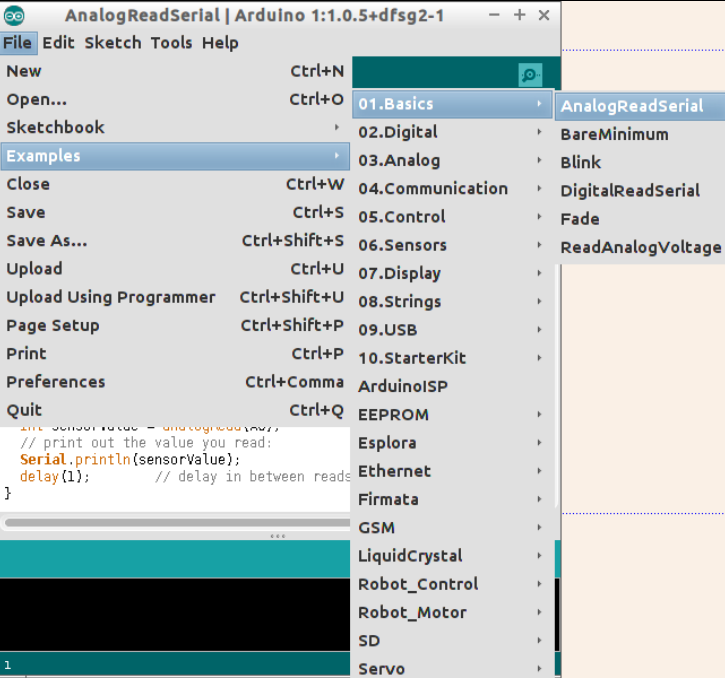 AnalogReadSerial | Arduino 1:1.0.5+dfsg2-1
File Edit Sketch Tools Help
New Ctrl+N
Open... Ctrl+O
Sketchbook
Examples
Close Ctrl+W
Save Ctrl+S
Save As... Ctrl+Shift+S
Upload Ctrl+U
Upload Using Programmer Ctrl+Shift+U
Page Setup Ctrl+Shift+P
Print Ctrl+P
Preferences Ctrl+Comma
Quit Ctrl+Q
01.Basics
02.Digital
03.Analog
04.Communication
05.Control
06.Sensors
07.Display
08.Strings
09.USB
10.StarterKit
ArduinoISP
EEPROM
Esplora
Ethernet
Firmata
GSM
LiquidCrystal
Robot_Control
Robot_Motor
SD
Servo
AnalogReadSerial
BareMinimum
Blink
DigitalReadSerial
Fade
ReadAnalogVoltage
int sensorValue = analogRead(A0);
// print out the value you read:
Serial.println(sensorValue);
delay(1); // delay in between reads
}
1